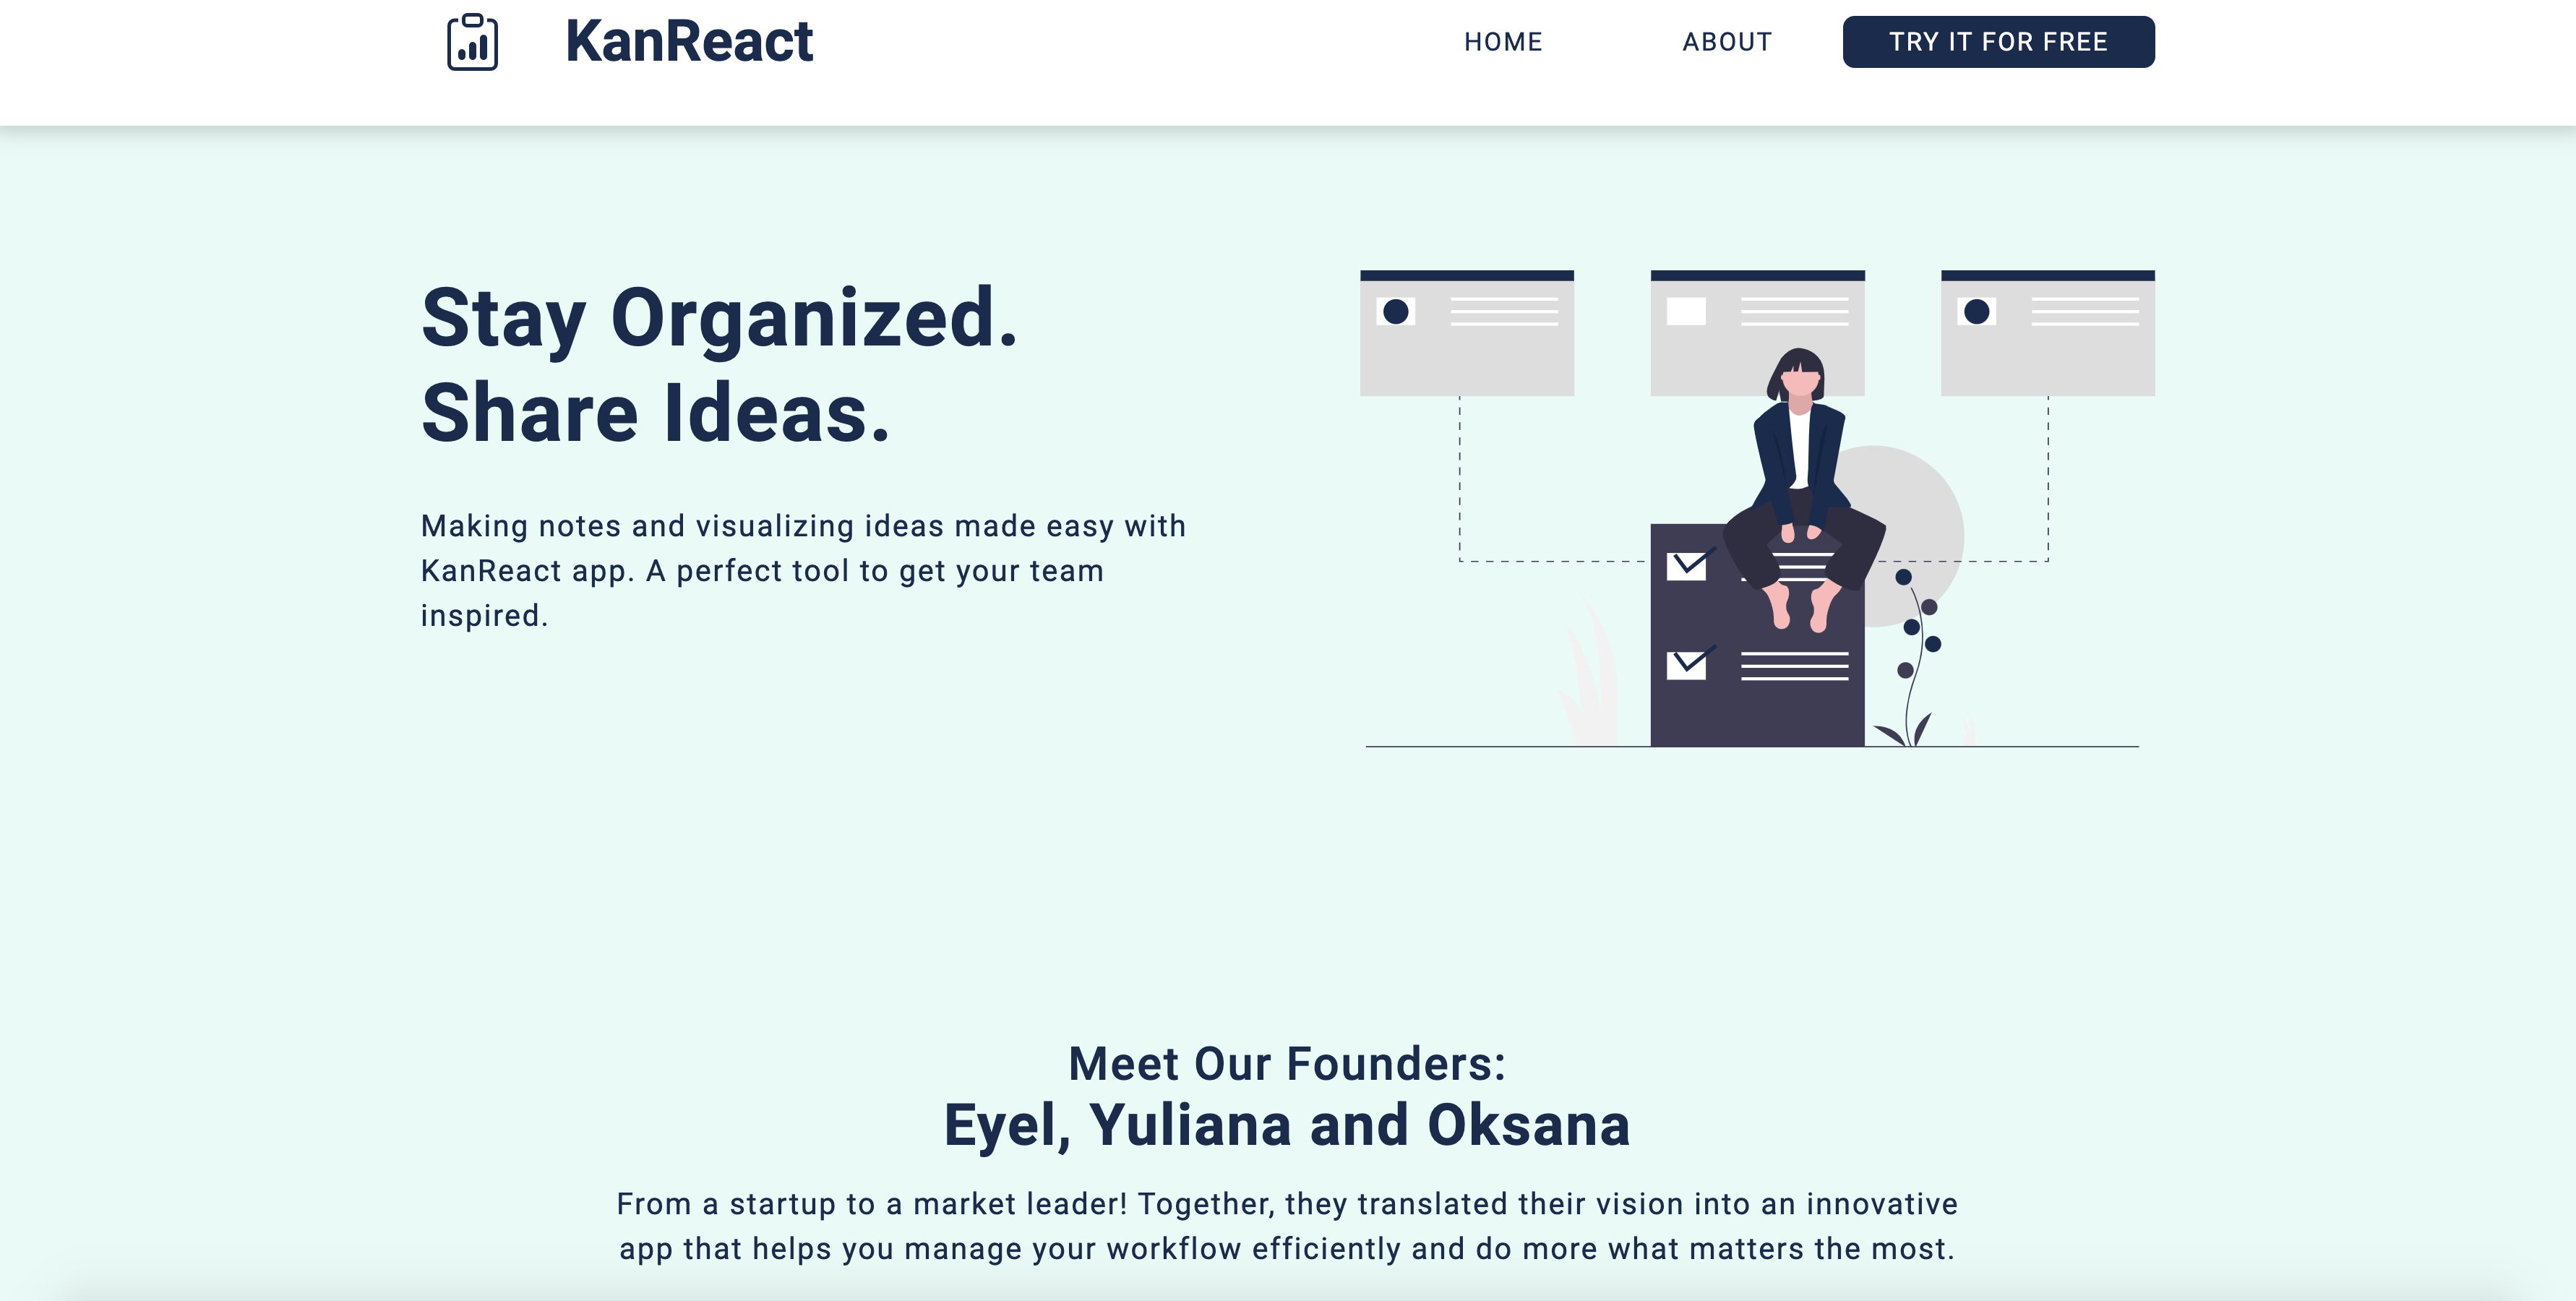 KanReact
HOME
ABOUT
TRY IT FOR FREE
Stay Organized.
Share Ideas.
Making notes and visualizing ideas made easy with
KanReact app. A perfect tool to get your team
inspired.
Meet Our Founders:
Eyel, Yuliana and Oksana
From a startup to a market leader! Together, they translated their vision into an innovative
app that helps you manage your workflow efficiently and do more what matters the most.